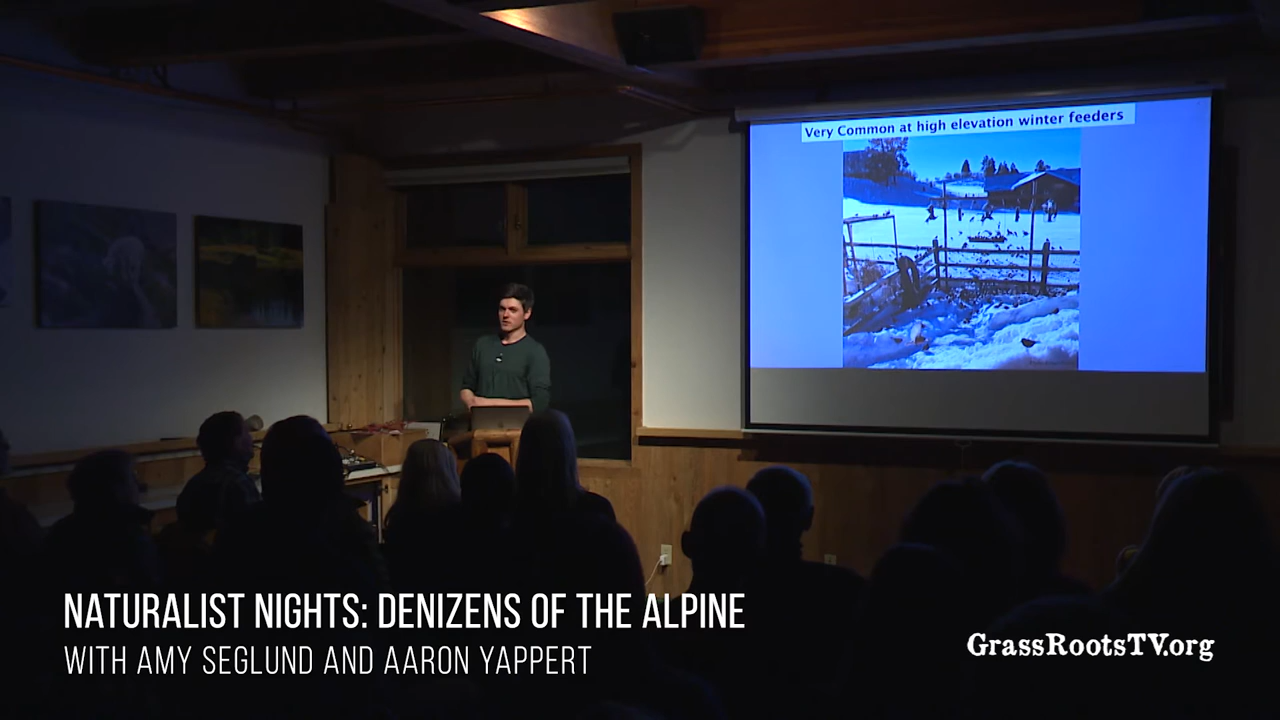 Very Common at high elevation winter feeders
NATURALIST NIGHTS: DENIZENS OF THE ALPINE
WITH AMY SEGLUND AND AARON YAPPERT
GrassRootsTV.org